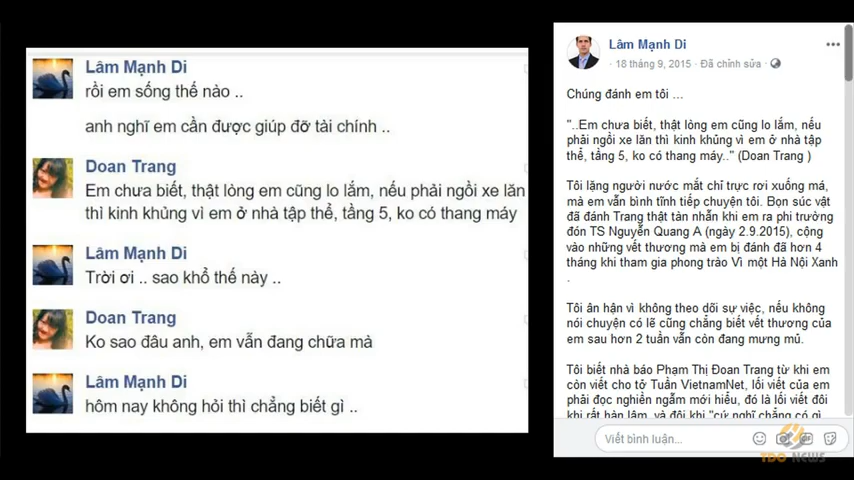 Lâm Mạnh Di
rồi em sống thế nào ..
anh nghĩ em cần được giúp đỡ tài chính ..
Doan Trang
Em chưa biết, thật lòng em cũng lo lắm, nếu phải ngồi xe lăn
thì kinh khủng vì em ở nhà tập thể, tầng 5, ko có thang máy
Lâm Mạnh Di
Trời ơi .. sao khổ thế này ..
Doan Trang
Ko sao đâu anh, em vẫn đang chữa mà
Lâm Mạnh Di
hôm nay không hỏi thì chẳng biết gì ..
Lâm Mạnh Di
· 18 tháng 9, 2015 · Đã chỉnh sửa ·
Chúng đánh em tôi ...
"..Em chưa biết, thật lòng em cũng lo lắm, nếu
phải ngồi xe lăn thì kinh khủng vì em ở nhà tập
thể, tầng 5, ko có thang máy.." (Doan Trang )
Tôi lặng người nước mắt chỉ trực rơi xuống má,
mà em vẫn bình tĩnh tiếp chuyện tôi. Bọn súc vật
đã đánh Trang thật tàn nhẫn khi em ra phi trường
đón TS Nguyễn Quang A (ngày 2.9.2015), cộng
vào những vết thương mà em bị đánh đã hơn 4
tháng khi tham gia phong trào Vì một Hà Nội Xanh
.
Tôi ân hận vì không theo dõi sự việc, nếu không
nói chuyện có lẽ cũng chẳng biết vết thương của
em sau hơn 2 tuần vẫn còn đang mưng mủ.
Tôi biết nhà báo Phạm Thị Đoan Trang từ khi em
còn viết cho tờ Tuần VietnamNet, lối viết của em
phải đọc nghiền ngẫm mới hiểu, đó là lối viết đôi
khi rất hàn lâm, và đôi khi "cứ nghĩ chẳng có gì
Viết bình luận...
TDO NEWS